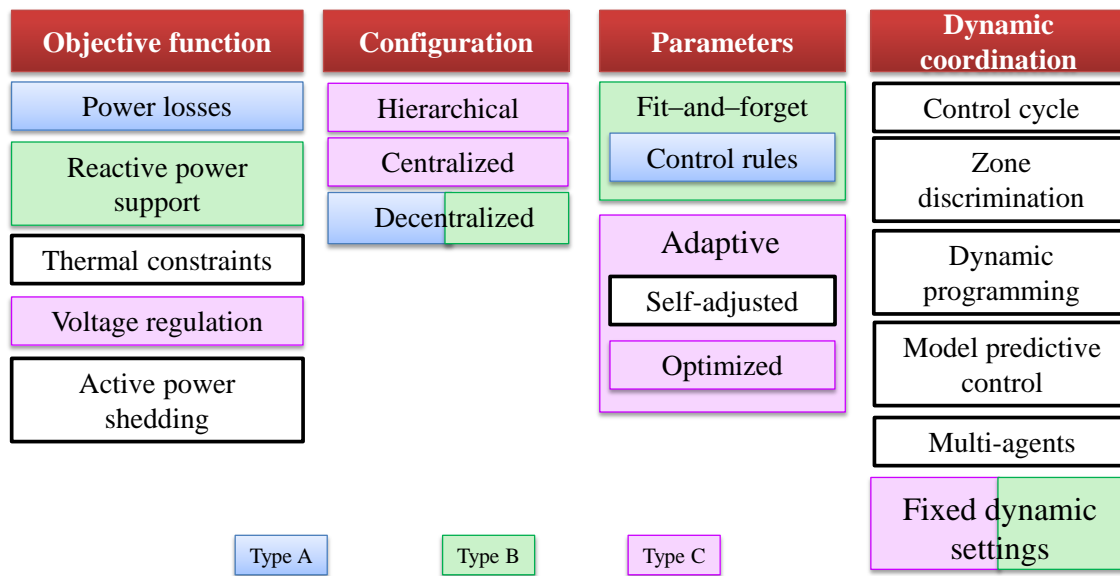 Objective function
Power losses
Reactive power
support
Thermal constraints
Voltage regulation
Active power
shedding
Configuration
Hierarchical
Centralized
Decentralized
Parameters
Fit–and–forget
Control rules
Adaptive
Self-adjusted
Optimized
Dynamic
coordination
Control cycle
Zone
discrimination
Dynamic
programming
Model predictive
control
Multi-agents
Fixed dynamic
settings
Type A
Type B
Type C